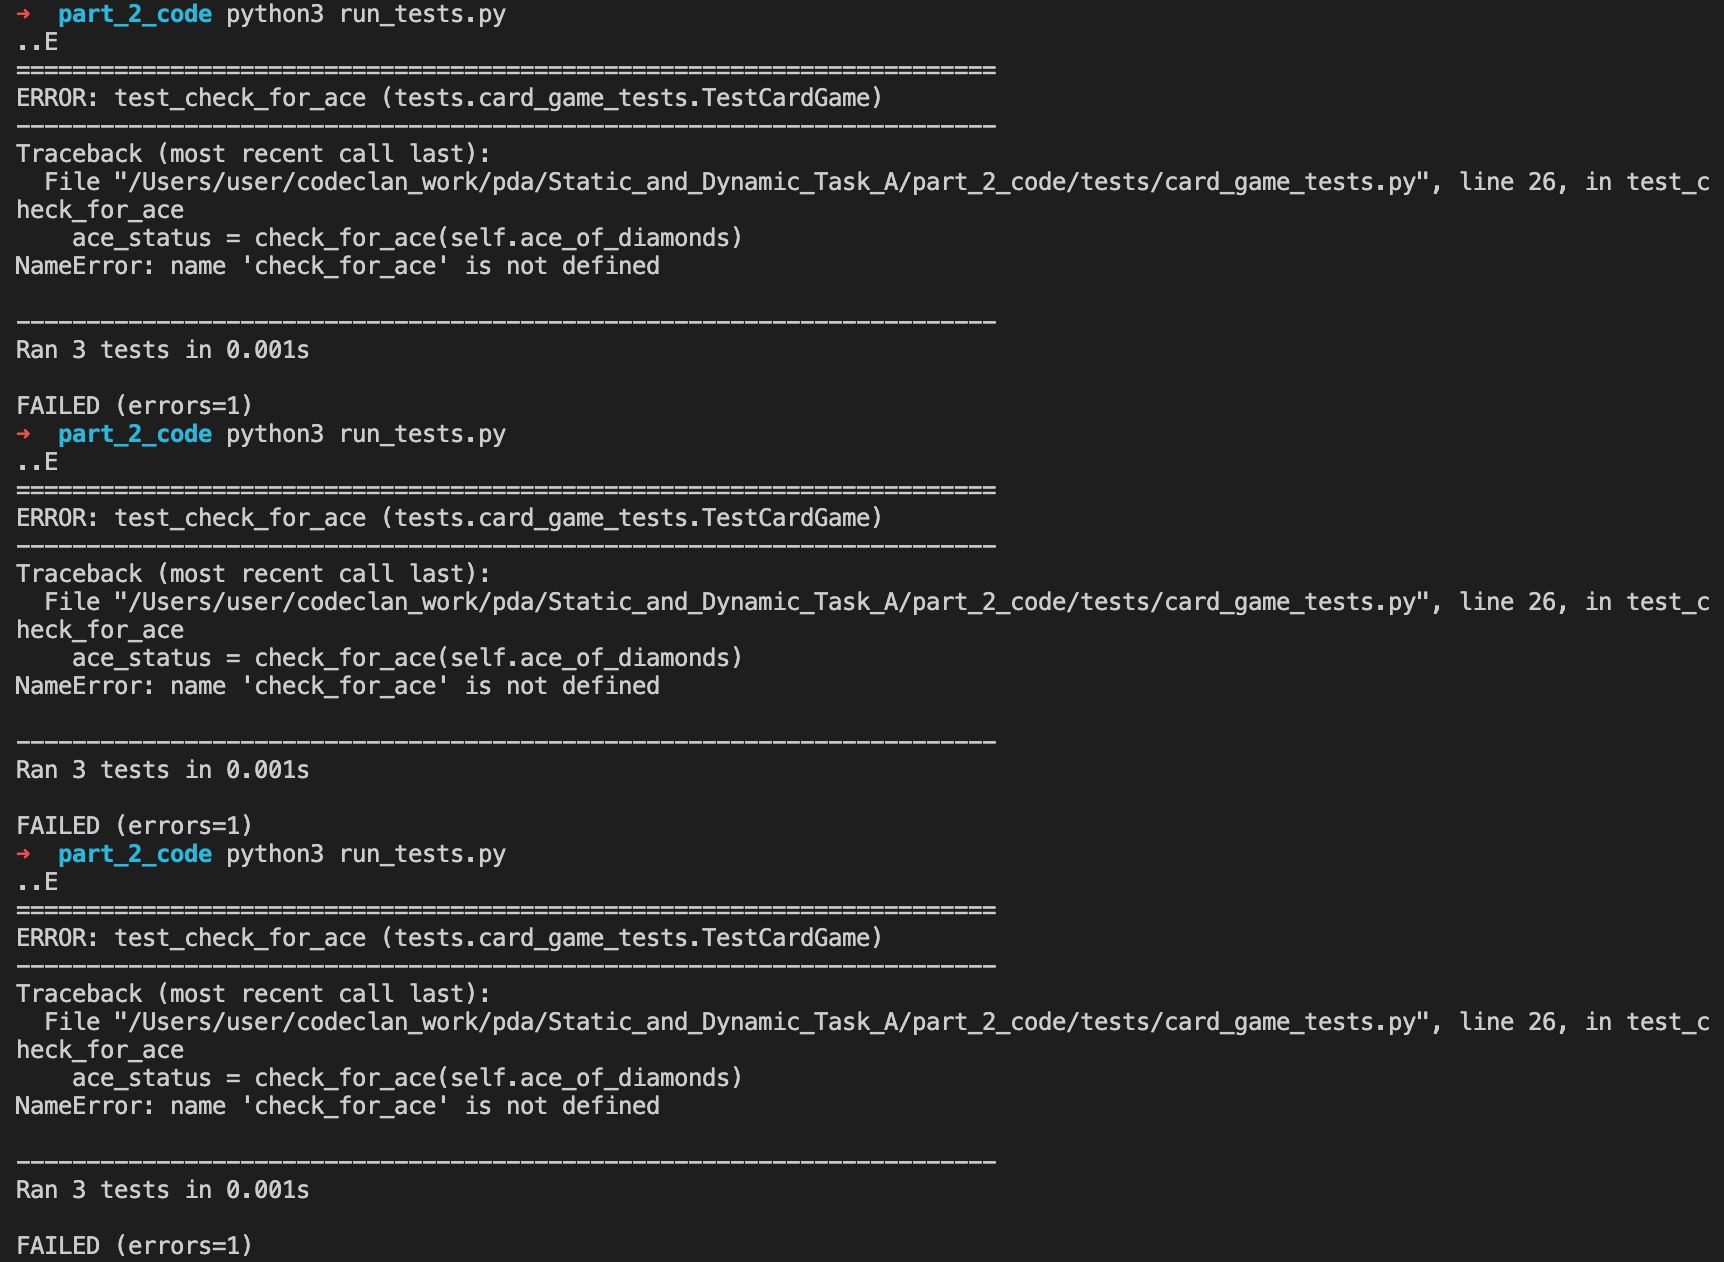 → part_2_code python3 run_tests.py
..E
======================================================================
ERROR: test_check_for_ace (tests.card_game_tests.TestCardGame)
----------------------------------------------------------------------
Traceback (most recent call last):
  File "/Users/user/codeclan_work/pda/Static_and_Dynamic_Task_A/part_2_code/tests/card_game_tests.py", line 26, in test_c
heck_for_ace
    ace_status = check_for_ace(self.ace_of_diamonds)
NameError: name 'check_for_ace' is not defined
----------------------------------------------------------------------
Ran 3 tests in 0.001s
FAILED (errors=1)
→ part_2_code python3 run_tests.py
..E
======================================================================
ERROR: test_check_for_ace (tests.card_game_tests.TestCardGame)
----------------------------------------------------------------------
Traceback (most recent call last):
  File "/Users/user/codeclan_work/pda/Static_and_Dynamic_Task_A/part_2_code/tests/card_game_tests.py", line 26, in test_c
heck_for_ace
    ace_status = check_for_ace(self.ace_of_diamonds)
NameError: name 'check_for_ace' is not defined
----------------------------------------------------------------------
Ran 3 tests in 0.001s
FAILED (errors=1)
→ part_2_code python3 run_tests.py
..E
======================================================================
ERROR: test_check_for_ace (tests.card_game_tests.TestCardGame)
----------------------------------------------------------------------
Traceback (most recent call last):
  File "/Users/user/codeclan_work/pda/Static_and_Dynamic_Task_A/part_2_code/tests/card_game_tests.py", line 26, in test_c
heck_for_ace
    ace_status = check_for_ace(self.ace_of_diamonds)
NameError: name 'check_for_ace' is not defined
----------------------------------------------------------------------
Ran 3 tests in 0.001s
FAILED (errors=1)